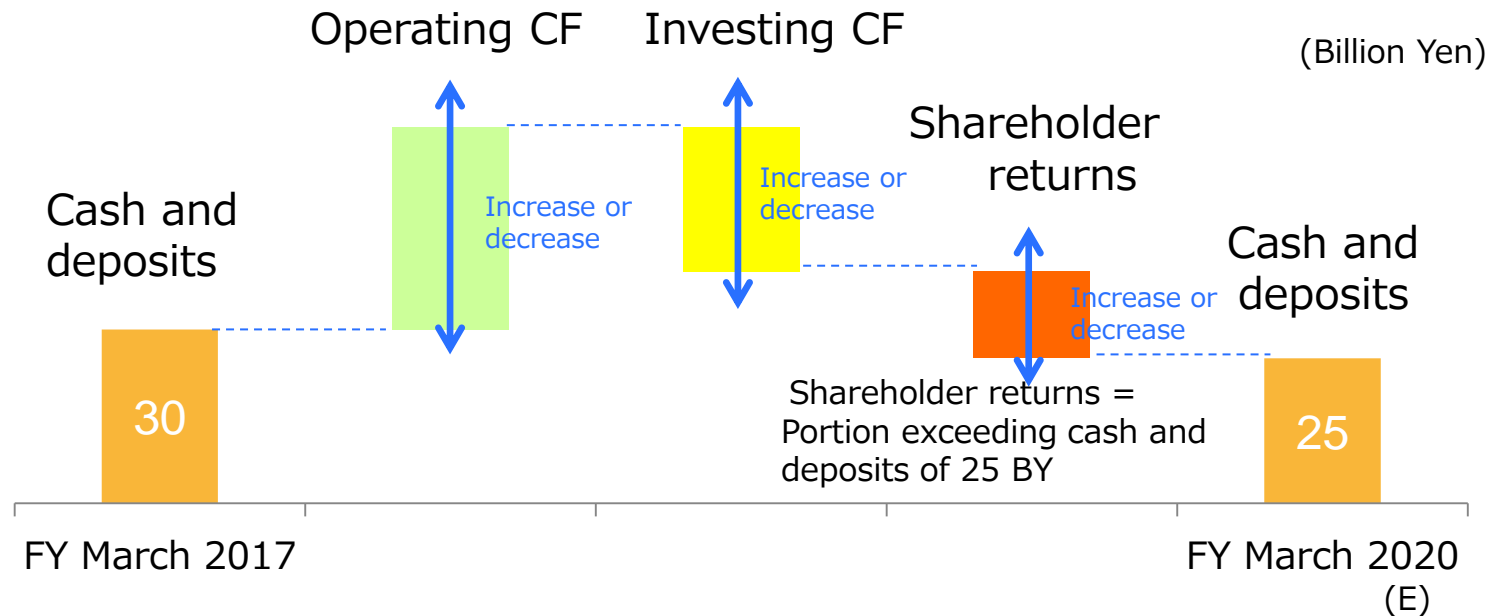 Operating CF
Investing CF
(Billion Yen)
Shareholder
returns
Cash and
deposits
Increase or
decrease
Increase or
decrease
Cash and
deposits
Increase or
decrease
Shareholder returns =
Portion exceeding cash and
deposits of 25 BY
30
25
FY March 2017
FY March 2020
(E)